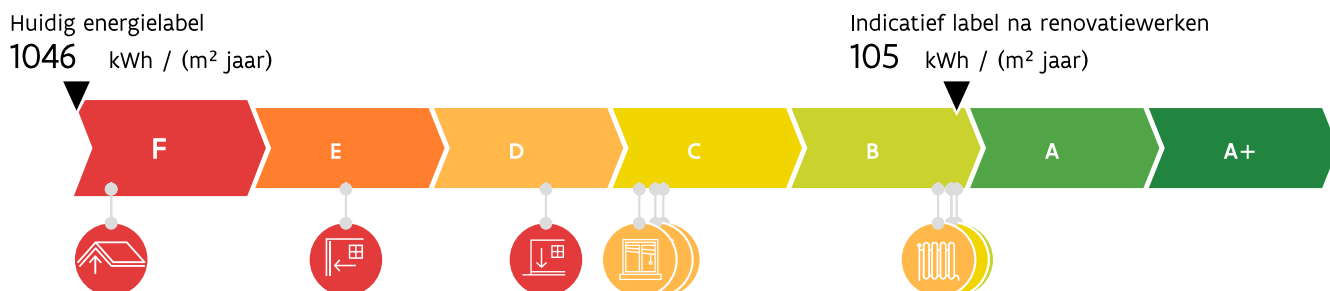 Huidig energielabel
1046 kWh / (m² jaar)
Indicatief label na renovatiewerken
105 kWh / (m² jaar)
F E D C B A A+